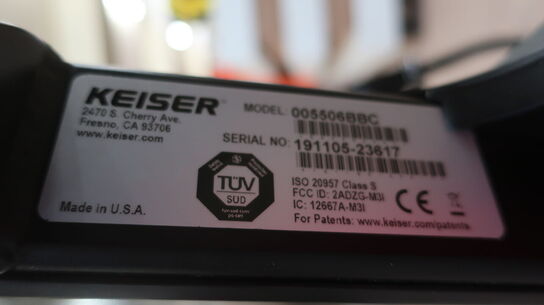 KEISER®
2470 S. Cherry Ave.
Fresno, CA 93706
www.keiser.com
MODEL: 005506BBC
SERIAL NO: 191105-23617
TÜV
SUD
ISO 20957 Class S
FCC ID: 2ADZG-M3I
IC: 12667A-M3I
CE
For Patents: www.keiser.com/patents
Made in U.S.A.